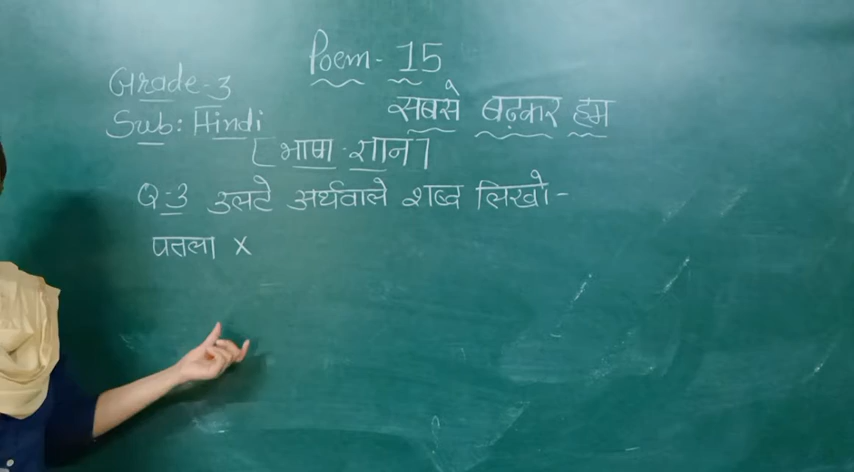 Poem - 15
Grade - 3
सबसे बढ़कर हम
Sub : Hindi
[ भाषा - ज्ञान ]
Q-3 उलटे अर्थवाले शब्द लिखो -
पतला ×